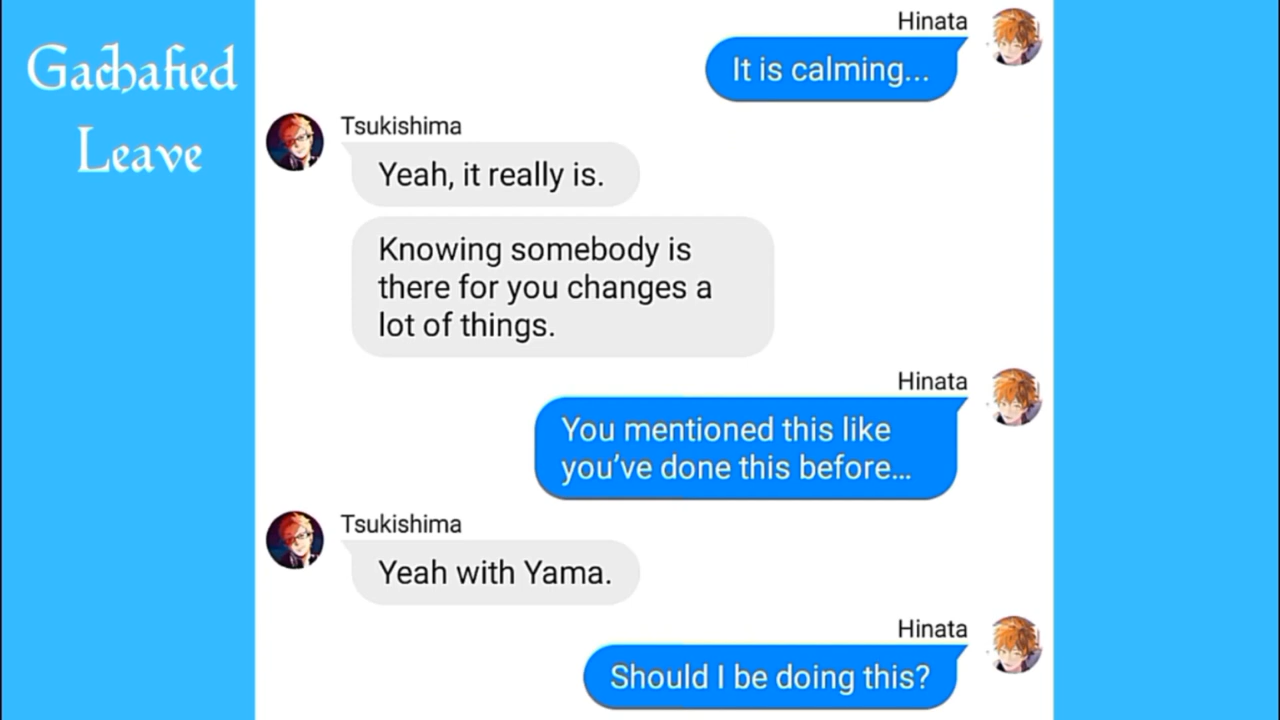 Gachafied
Leave
Hinata
It is calming...
Tsukishima
Yeah, it really is.
Knowing somebody is
there for you changes a
lot of things.
Hinata
You mentioned this like
you've done this before...
Tsukishima
Yeah with Yama.
Hinata
Should I be doing this?